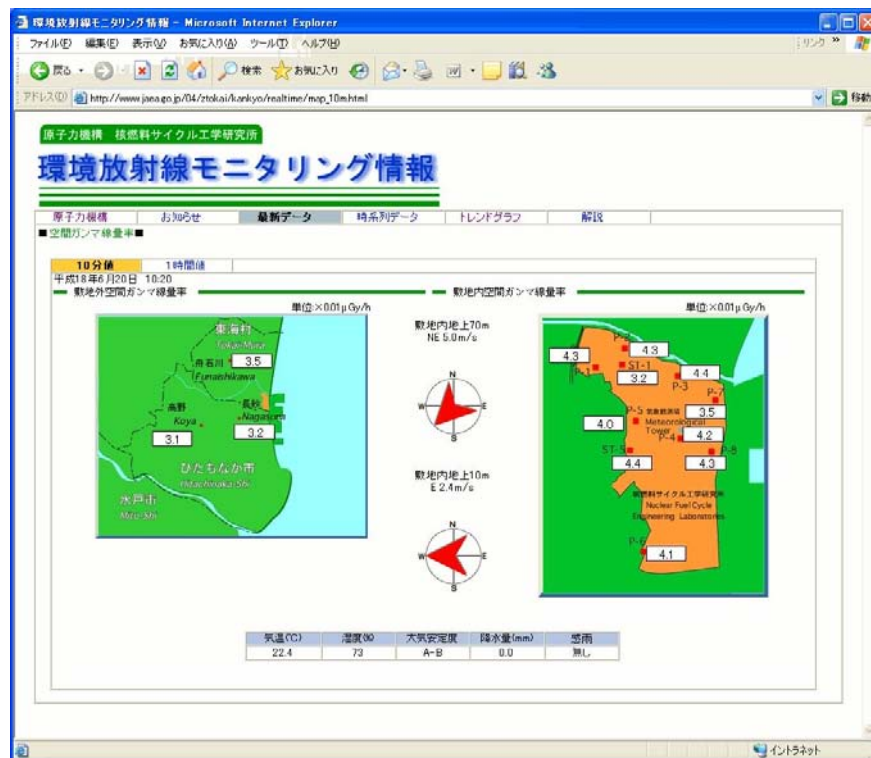 環境放射線モニタリング情報 - Microsoft Internet Explorer
ファイル(F) 編集(E) 表示(V) お気に入り(A) ツール(T) ヘルプ(H)
リンク »
戻る 検索 お気に入り
アドレス(D) http://www.jaea.go.jp/04/ztokai/kankyo/realtime/map_10m.html 移動
原子力機構 核燃料サイクル工学研究所
環境放射線モニタリング情報
原子力機構 お知らせ 最新データ 時系列データ トレンドグラフ 解説
■空間ガンマ線量率■
10分値 1時間値
平成18年6月20日 10:20
敷地外空間ガンマ線量率
単位:×0.01μGy/h
東海村
Tokai-Mura
舟石川 3.5
Funaishikawa
高野
Koya
3.1
長砂
Nagasuna
3.2
ひたちなか市
Hitachinaka-Shi
水戸市
Mito-Shi
敷地内地上70m
NE 5.0m/s
N
W E
S
敷地内地上10m
E 2.4m/s
N
W E
S
敷地内空間ガンマ線量率
単位:×0.01μGy/h
P-2
4.3 4.3
P-1 ST-1
3.2
4.4
P-3
P-7
3.5
P-5 気象観測塔
Meteorological
Tower
4.0
P-4 4.2
ST-5 P-8
4.4 4.3
核燃料サイクル工学研究所
Nuclear Fuel Cycle
Engineering Laboratories
P-6
4.1
気温(℃) 湿度(%) 大気安定度 降水量(mm) 感雨
22.4 73 A-B 0.0 無し
イントラネット